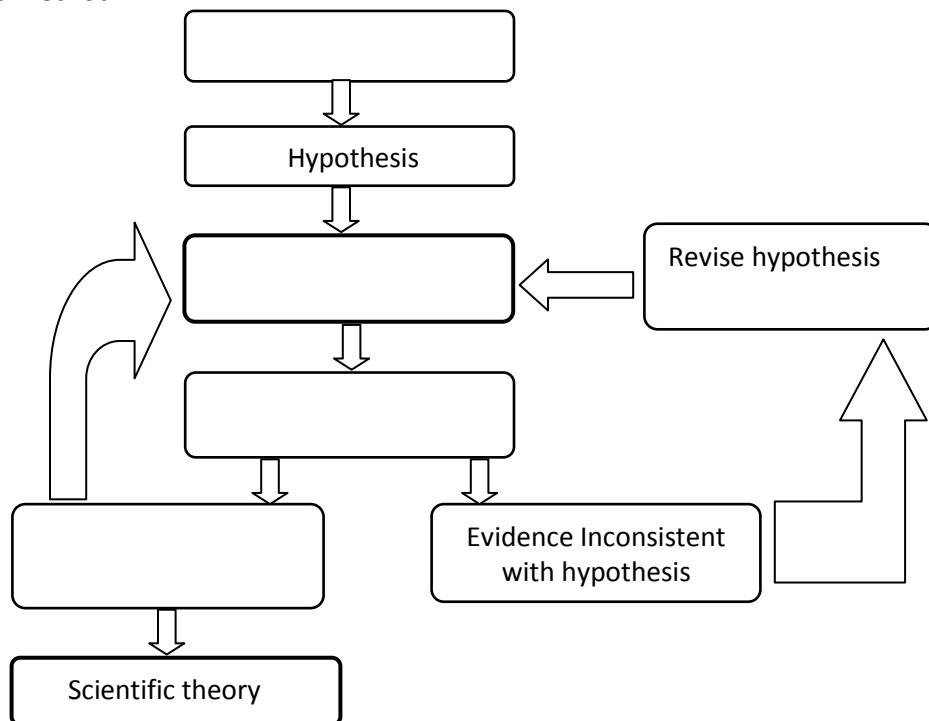 Hypothesis
Revise hypothesis
Evidence Inconsistent
with hypothesis
Scientific theory